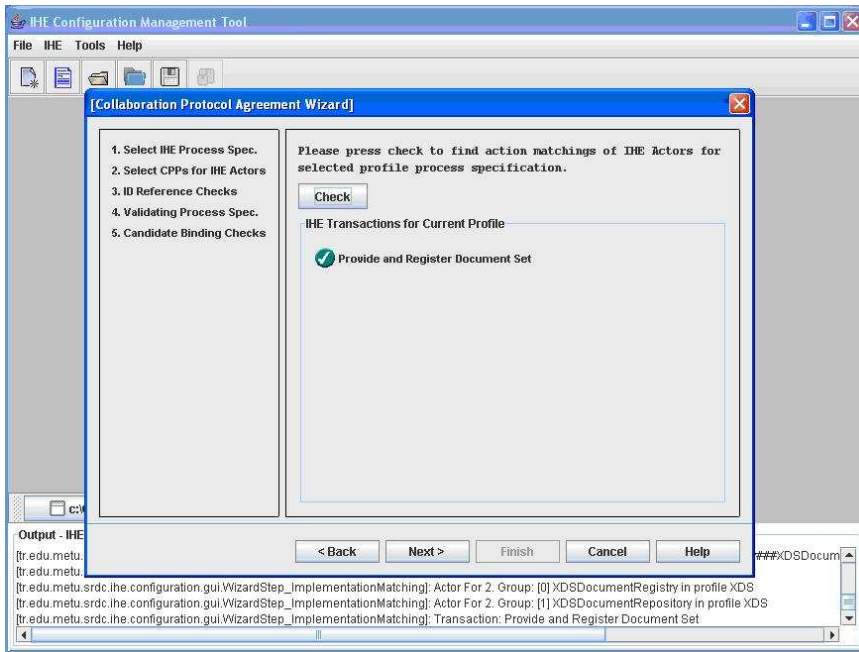 IHE Configuration Management Tool
File IHE Tools Help
[Collaboration Protocol Agreement Wizard]
1. Select IHE Process Spec.
2. Select CPPs for IHE Actors
3. ID Reference Checks
4. Validating Process Spec.
5. Candidate Binding Checks
Please press check to find action matchings of IHE Actors for
selected profile process specification.
Check
IHE Transactions for Current Profile
Provide and Register Document Set
c:\
< Back Next > Finish Cancel Help
Output - IHE
[tr.edu.metu. ###XDSDocum
[tr.edu.metu.
[tr.edu.metu.srdc.ihe.configuration.gui.WizardStep_ImplementationMatching]: Actor For 2. Group: [0] XDSDocumentRegistry in profile XDS
[tr.edu.metu.srdc.ihe.configuration.gui.WizardStep_ImplementationMatching]: Actor For 2. Group: [1] XDSDocumentRepository in profile XDS
[tr.edu.metu.srdc.ihe.configuration.gui.WizardStep_ImplementationMatching]: Transaction: Provide and Register Document Set